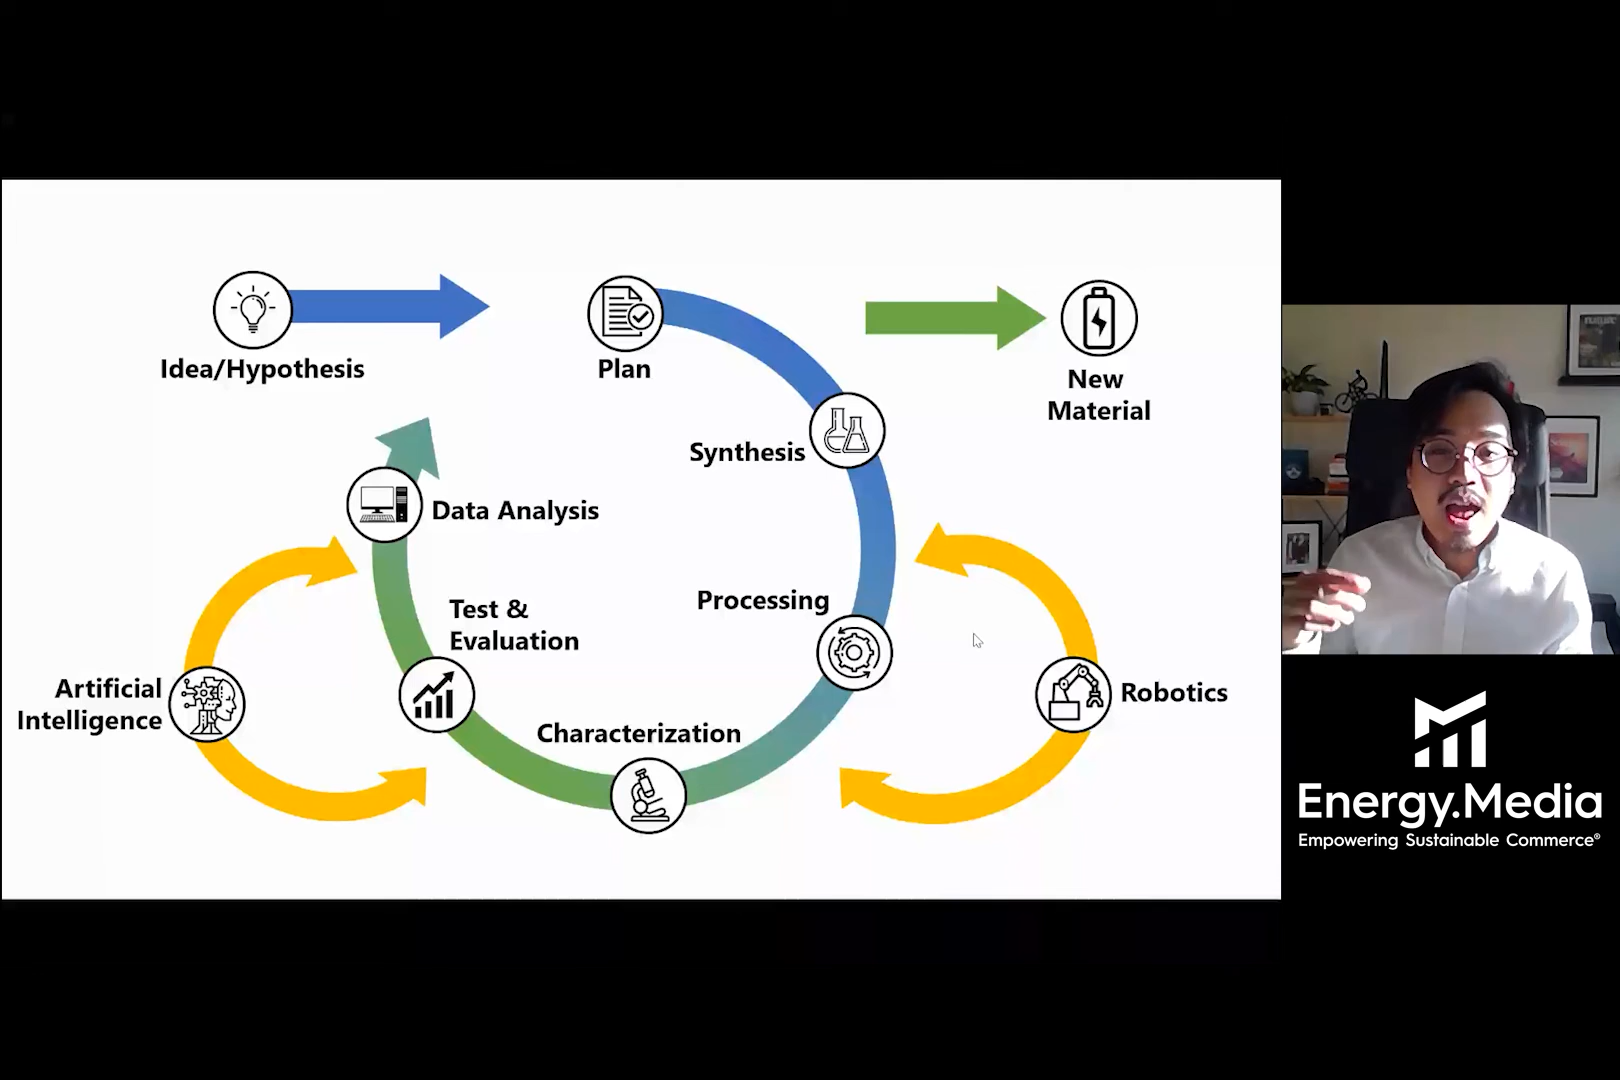 Idea/Hypothesis
Plan
New
Material
Synthesis
Data Analysis
Processing
Test &
Evaluation
Artificial
Intelligence
Robotics
Characterization
Energy.Media
Empowering Sustainable Commerce®